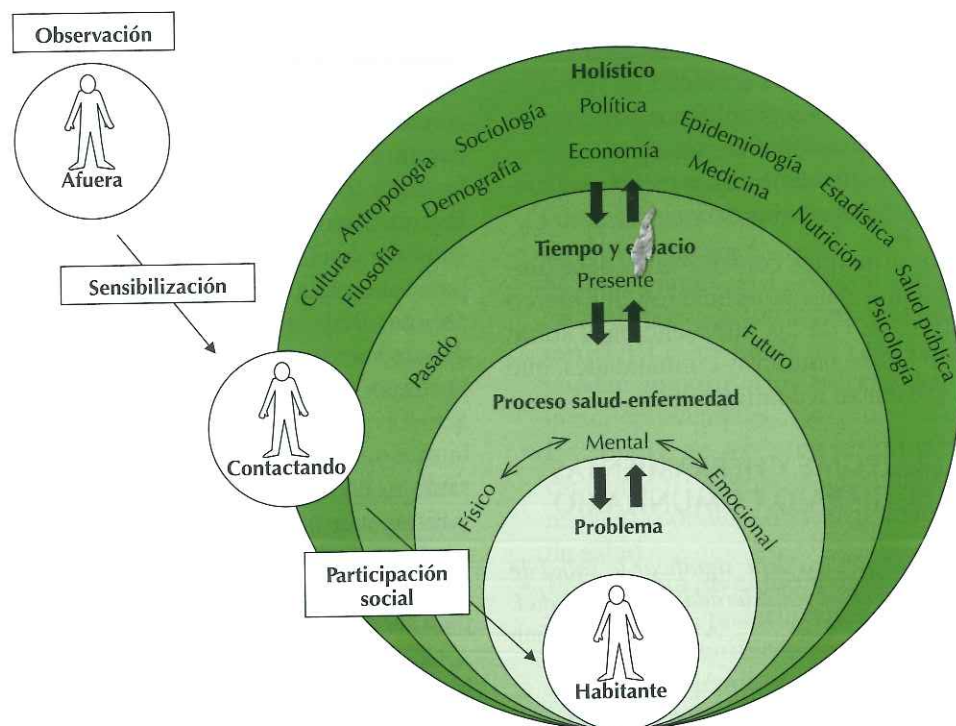 Observación
Afuera
Sensibilización
Contactando
Participación
social
Holístico
Política
Economía
Sociología
Demografía
Antropología
Filosofía
Cultura
Epidemiología
Medicina
Estadística
Nutrición
Salud pública
Psicología
Tiempo y
Presente
Pasado
Futuro
Proceso salud-enfermedad
Mental
Físico
Emocional
Problema
Habitante